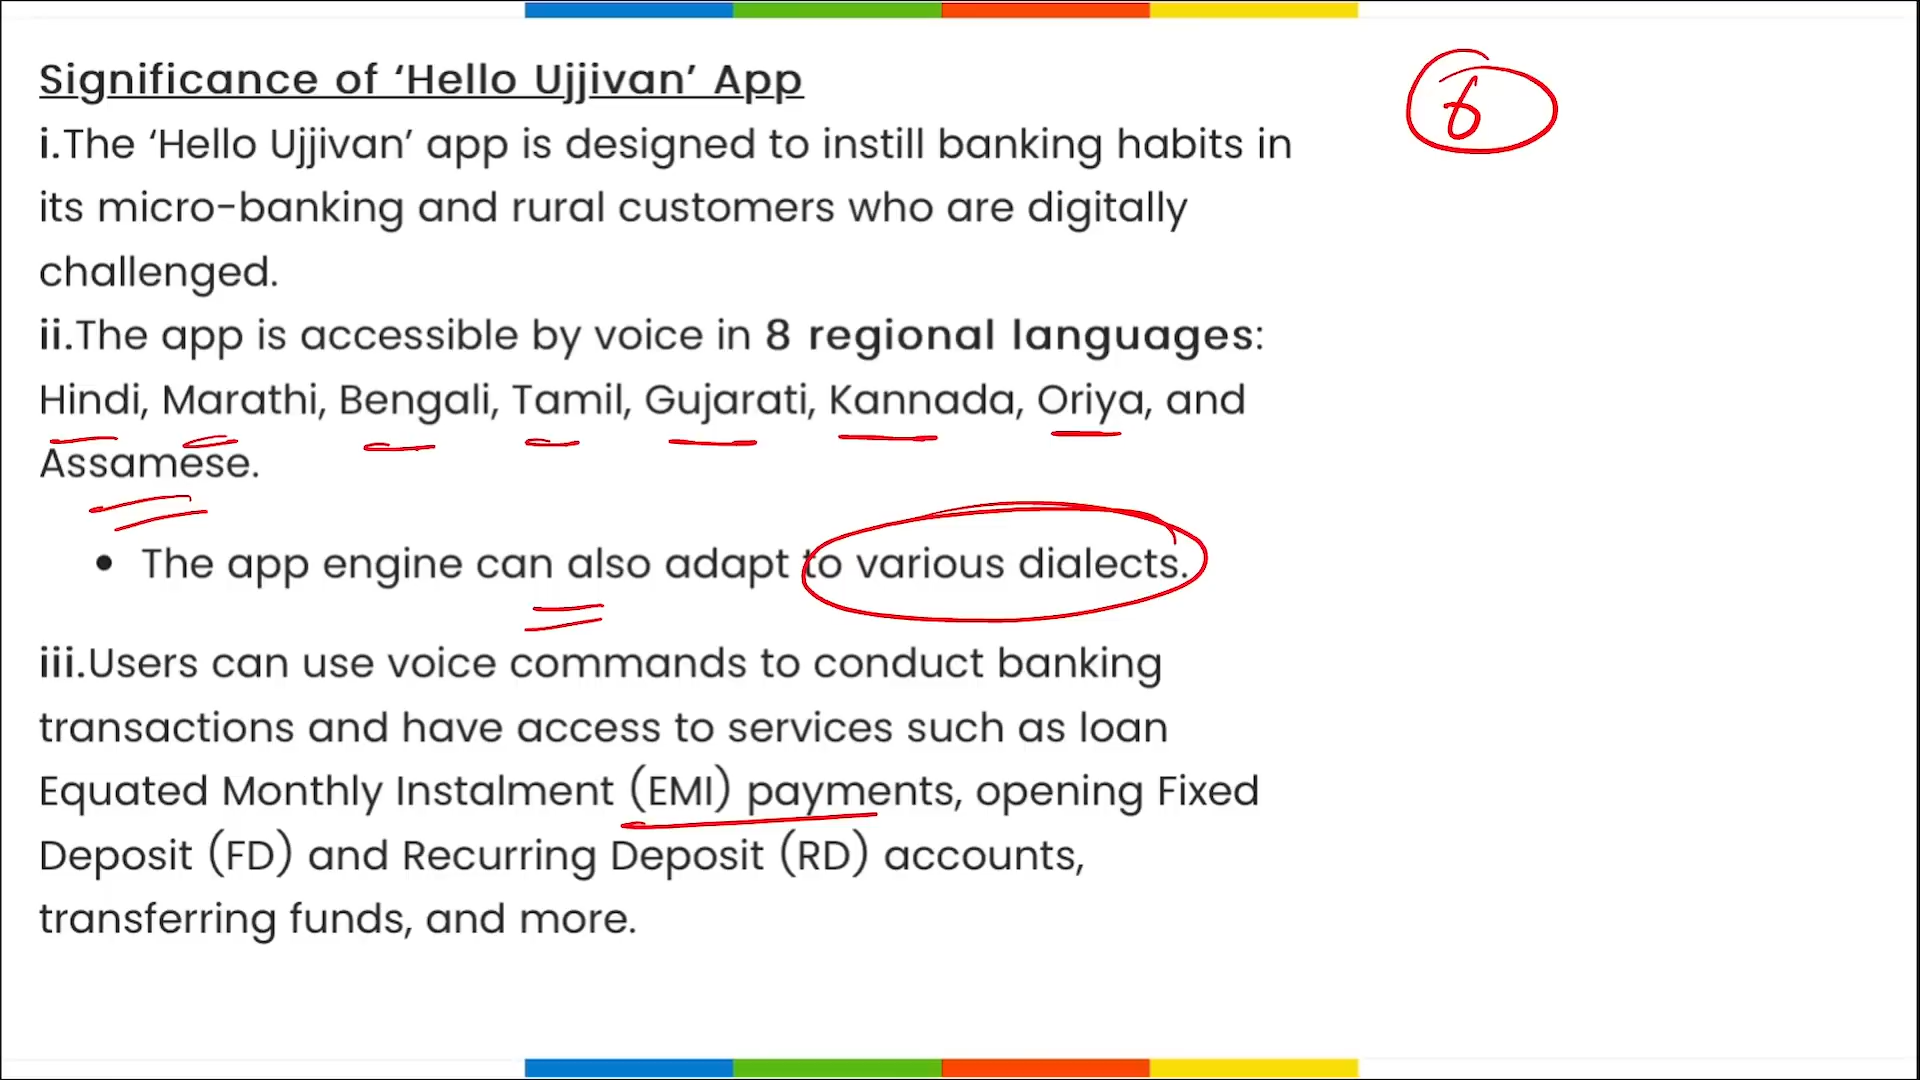 Significance of ‘Hello Ujjivan’ App
i.The ‘Hello Ujjivan’ app is designed to instill banking habits in
its micro-banking and rural customers who are digitally
challenged.
ii.The app is accessible by voice in 8 regional languages:
Hindi, Marathi, Bengali, Tamil, Gujarati, Kannada, Oriya, and
Assamese.
• The app engine can also adapt to various dialects.
iii.Users can use voice commands to conduct banking
transactions and have access to services such as loan
Equated Monthly Instalment (EMI) payments, opening Fixed
Deposit (FD) and Recurring Deposit (RD) accounts,
transferring funds, and more.